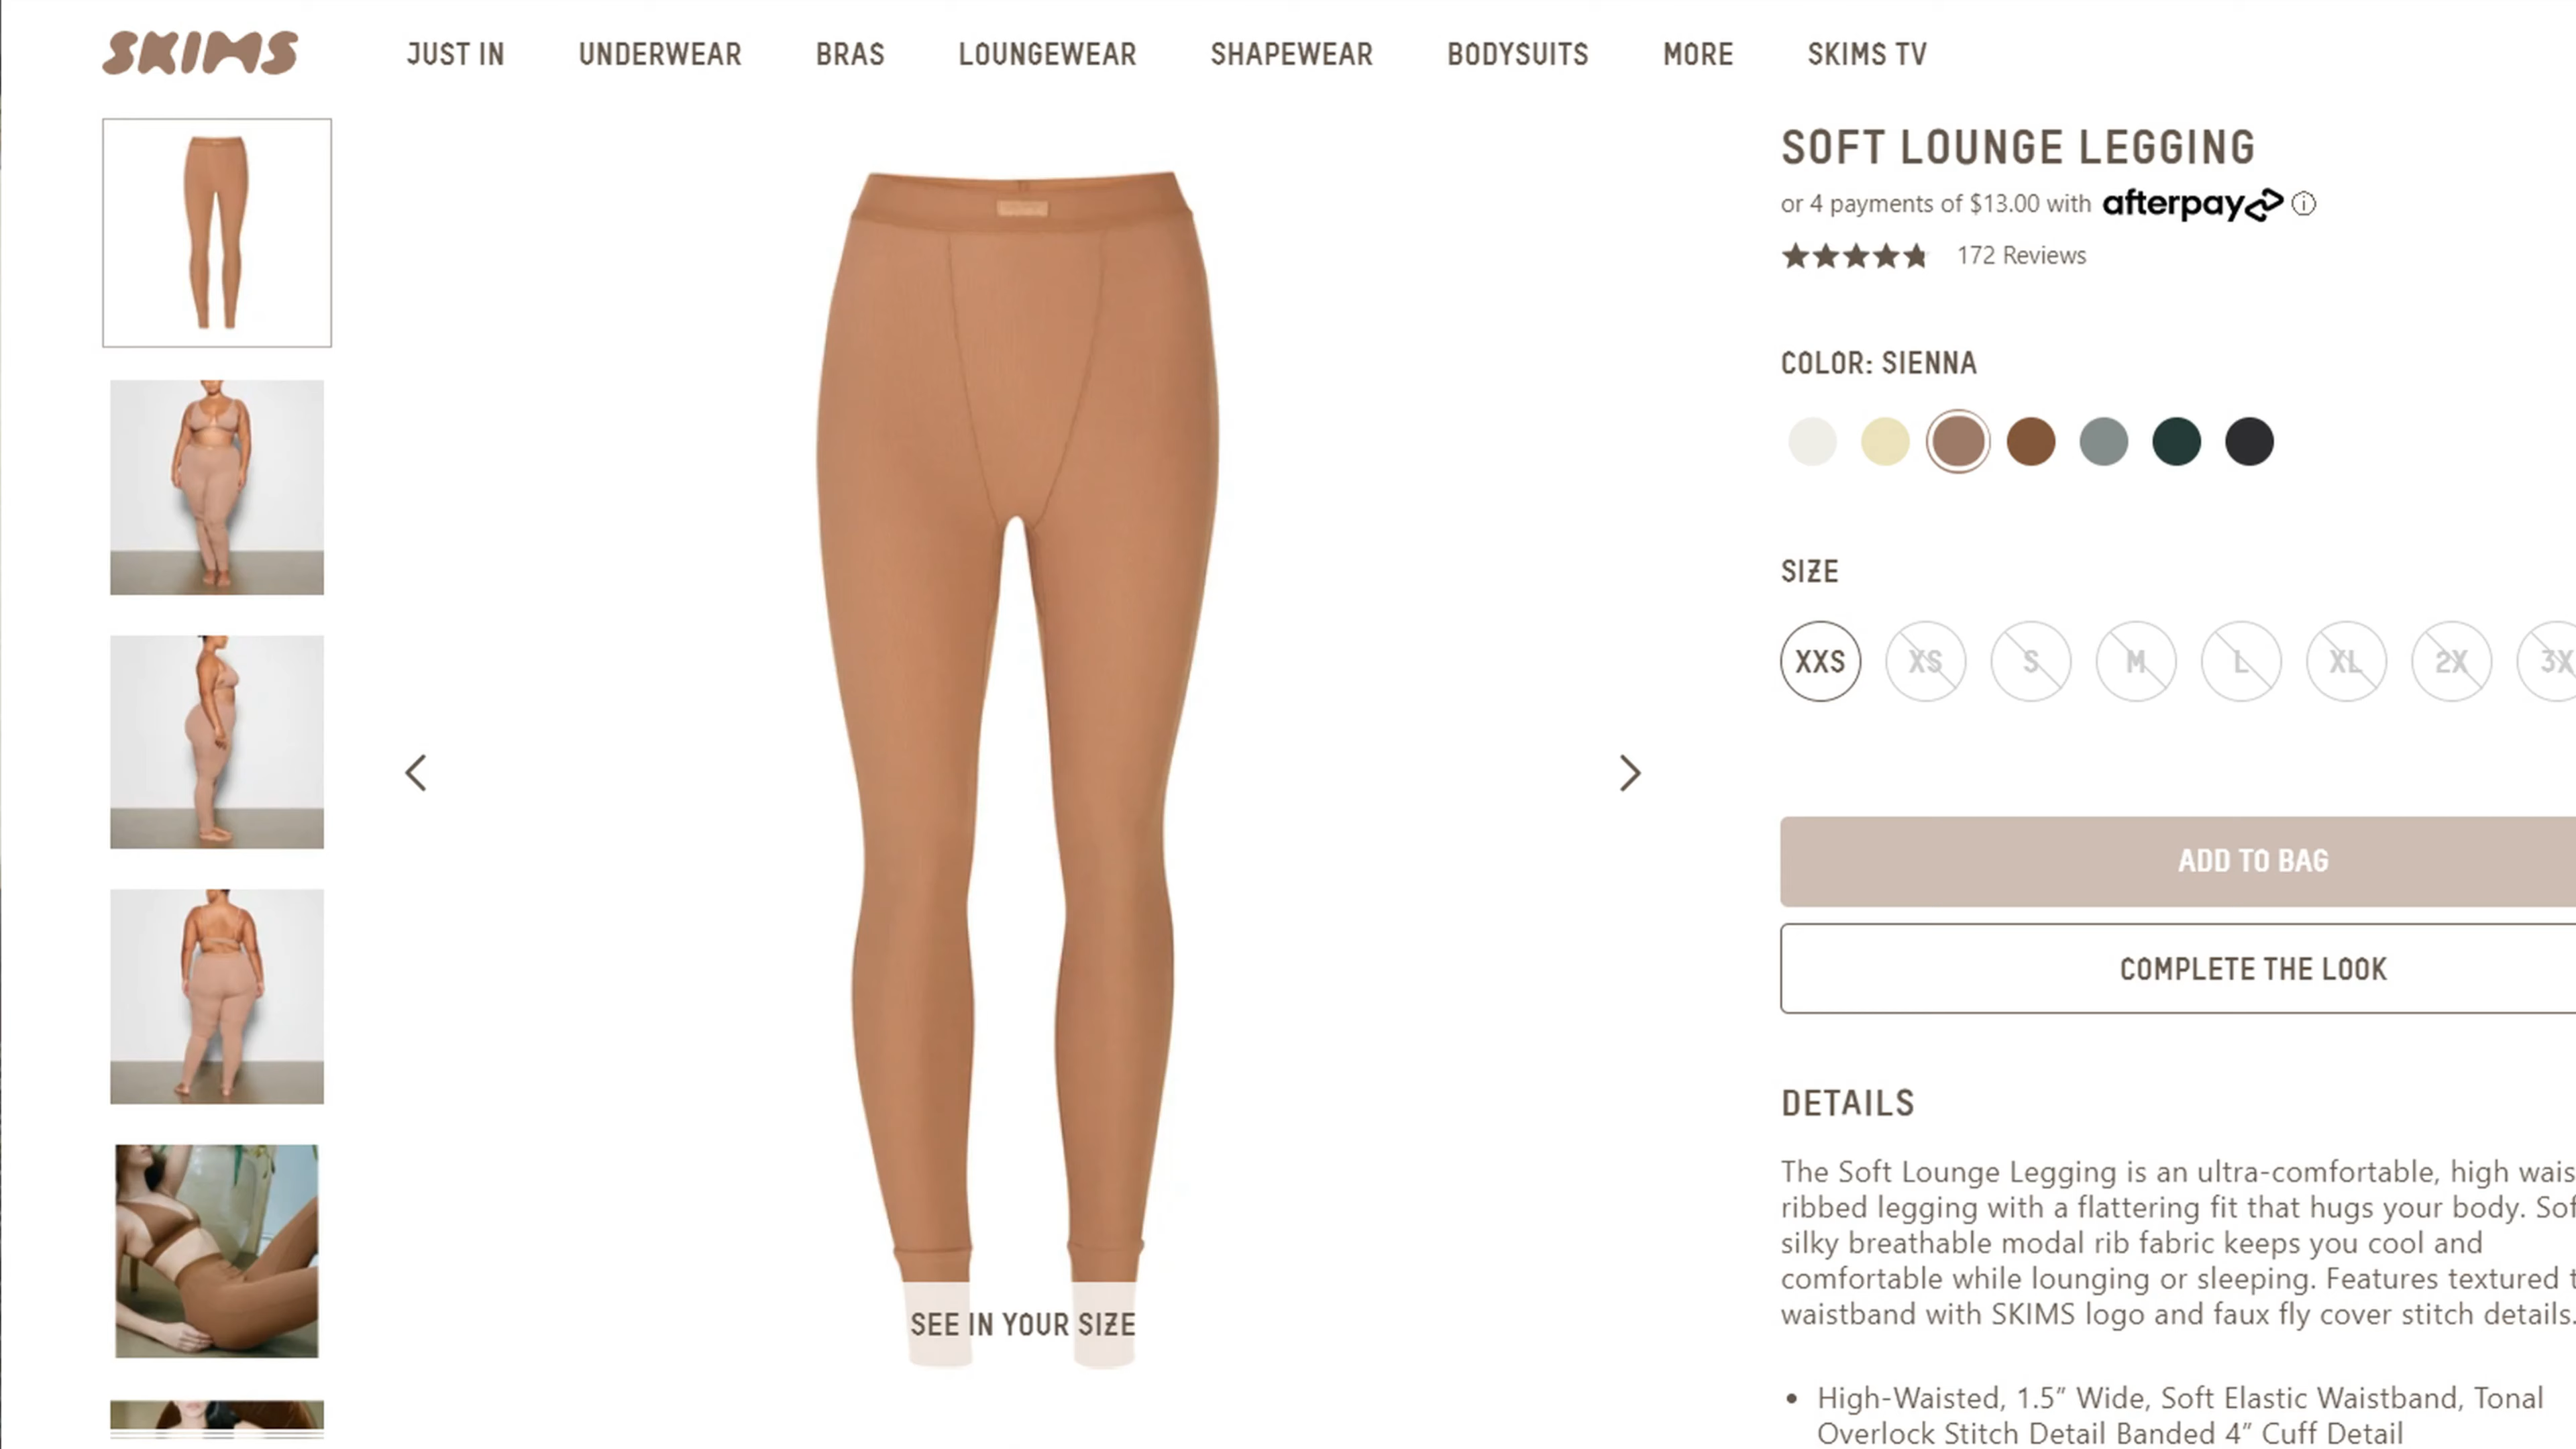 SKIMS
JUST IN
UNDERWEAR
BRAS
LOUNGEWEAR
SHAPEWEAR
BODYSUITS
MORE
SKIMS TV
SOFT LOUNGE LEGGING
or 4 payments of $13.00 with afterpay
★★★★★ 172 Reviews
COLOR: SIENNA
SIZE
XXS
XS
S
M
L
XL
2X
3X
ADD TO BAG
COMPLETE THE LOOK
DETAILS
The Soft Lounge Legging is an ultra-comfortable, high
ribbed legging with a flattering fit that hugs your body.
silky breathable modal rib fabric keeps you cool and
comfortable while lounging or sleeping. Features textured
waistband with SKIMS logo and faux fly cover stitch details.
• High-Waisted, 1.5” Wide, Soft Elastic Waistband, Tonal
Overlock Stitch Detail Banded 4” Cuff Detail
SEE IN YOUR SIZE